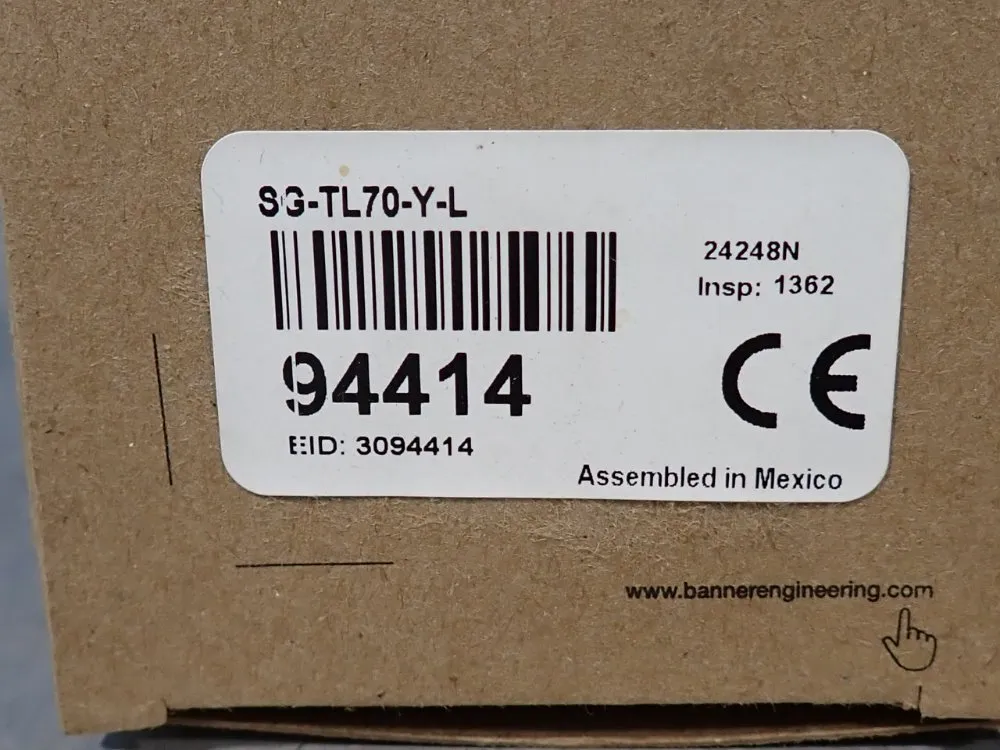 SG-TL70-Y-L
24248N
Insp: 1362
94414
CE
EID: 3094414
Assembled in Mexico
www.bannerengineering.com